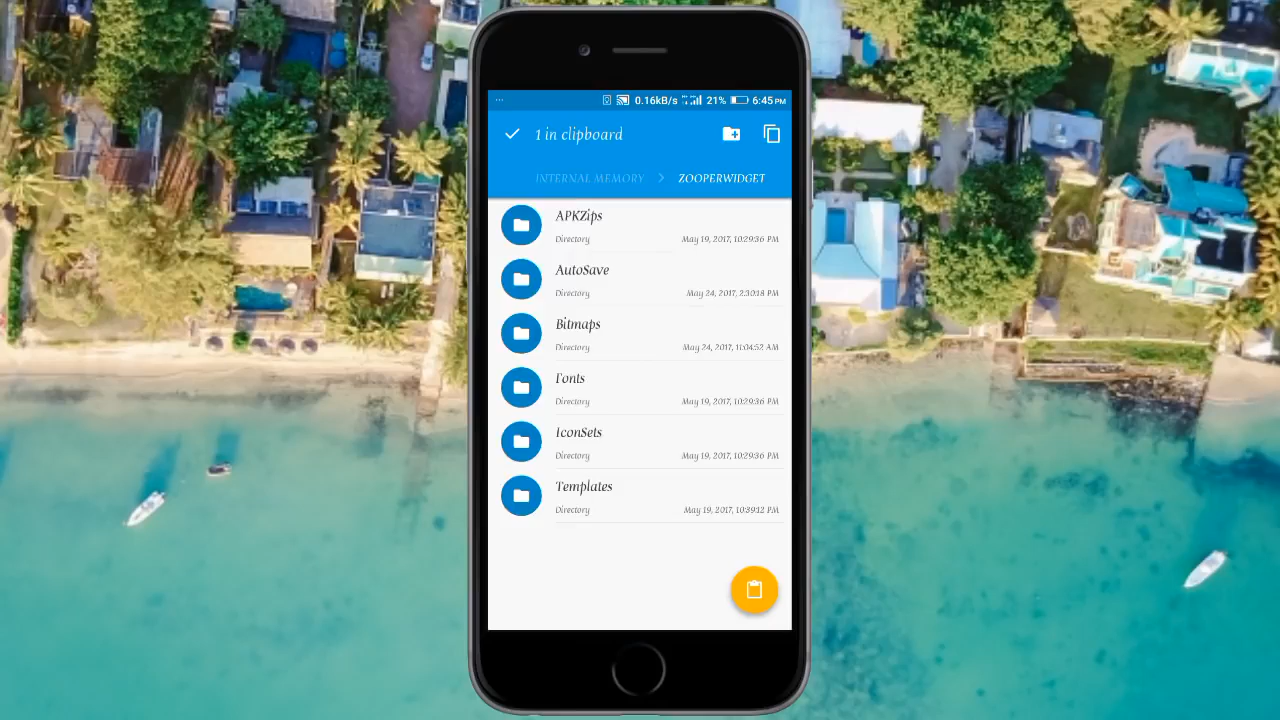 0.16kB/s 21% 6:45 PM
1 in clipboard
INTERNAL MEMORY > ZOOPERWIDGET
APKZips
Directory May 19, 2017, 10:29:36 PM
AutoSave
Directory May 24, 2017, 2:30:18 PM
Bitmaps
Directory May 24, 2017, 11:04:52 AM
Fonts
Directory May 19, 2017, 10:29:36 PM
IconSets
Directory May 19, 2017, 10:29:36 PM
Templates
Directory May 19, 2017, 10:39:12 PM